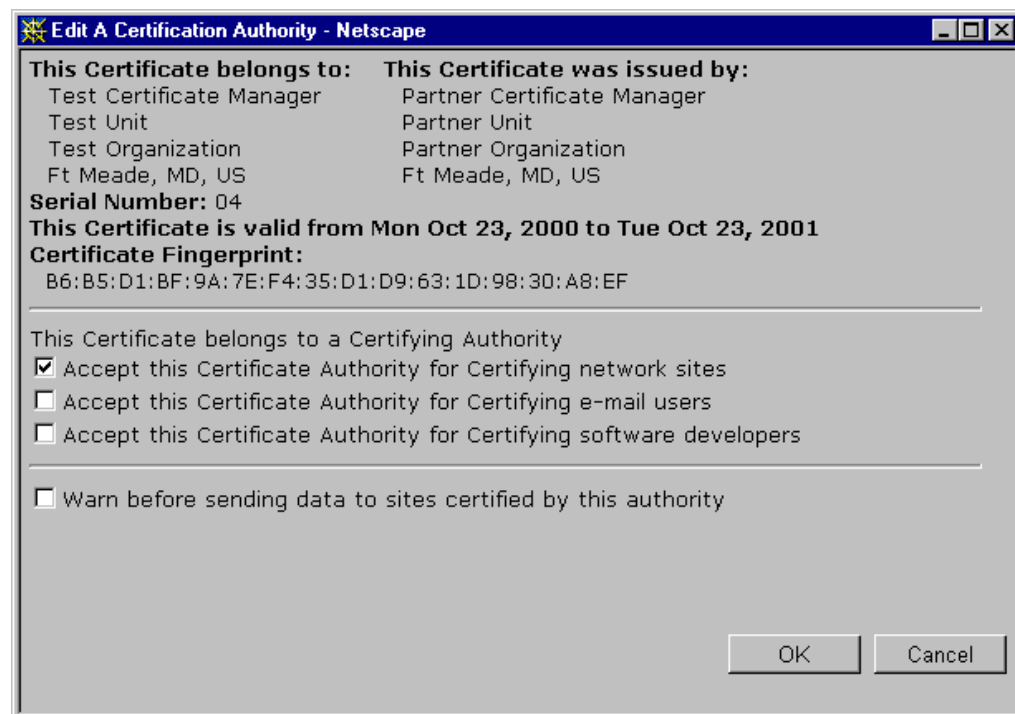 Edit A Certification Authority - Netscape
This Certificate belongs to: This Certificate was issued by:
Test Certificate Manager Partner Certificate Manager
Test Unit Partner Unit
Test Organization Partner Organization
Ft Meade, MD, US Ft Meade, MD, US
Serial Number: 04
This Certificate is valid from Mon Oct 23, 2000 to Tue Oct 23, 2001
Certificate Fingerprint:
B6:B5:D1:BF:9A:7E:F4:35:D1:D9:63:1D:98:30:A8:EF
This Certificate belongs to a Certifying Authority
Accept this Certificate Authority for Certifying network sites
Accept this Certificate Authority for Certifying e-mail users
Accept this Certificate Authority for Certifying software developers
Warn before sending data to sites certified by this authority
OK Cancel